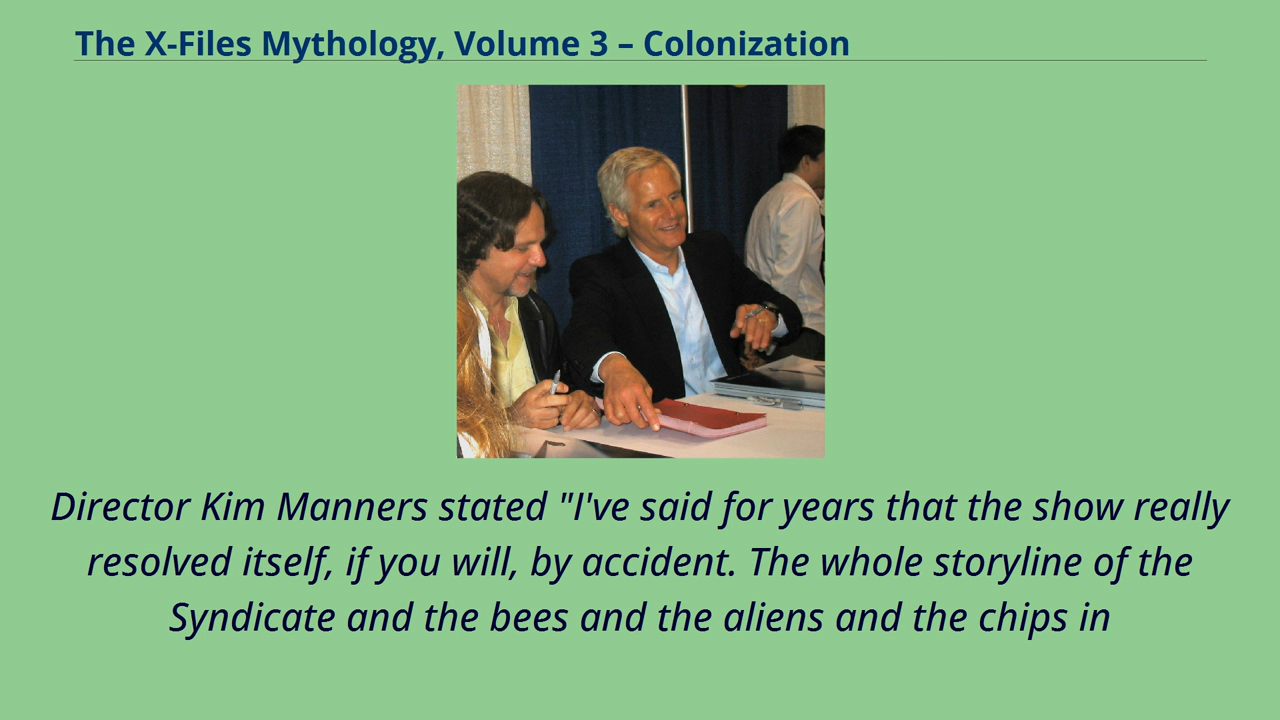 The X-Files Mythology, Volume 3 – Colonization
Director Kim Manners stated "I've said for years that the show really
resolved itself, if you will, by accident. The whole storyline of the
Syndicate and the bees and the aliens and the chips in